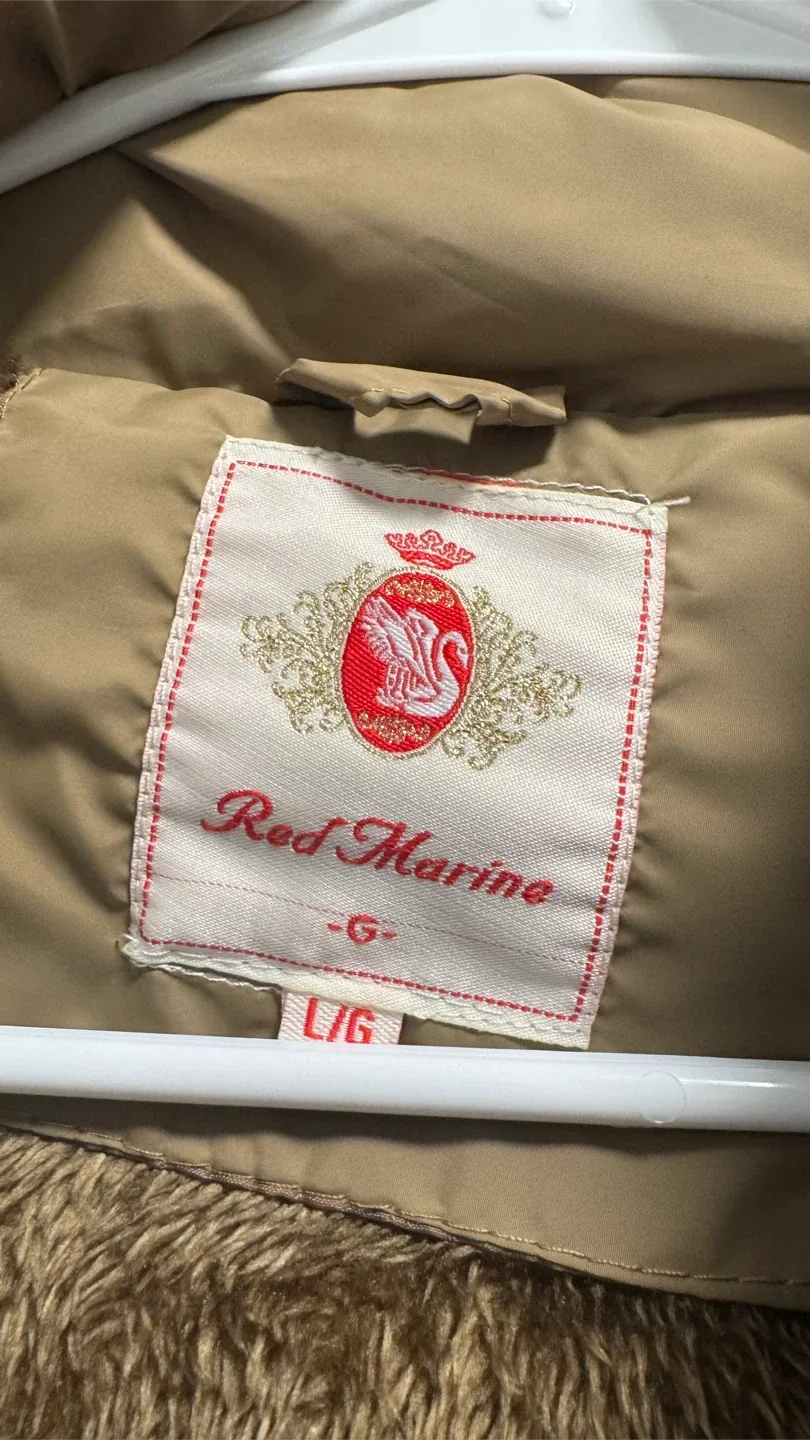 Red Marine
-G-
L/G